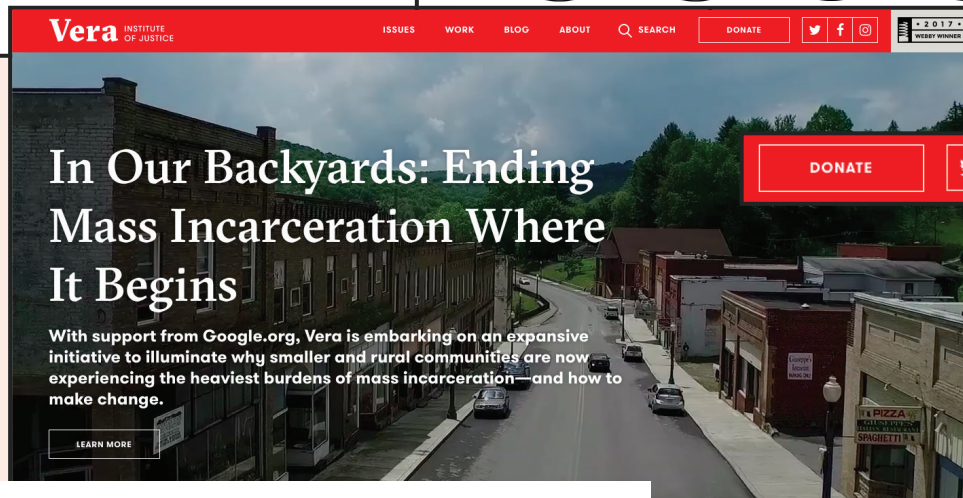 Vera INSTITUTE
OF JUSTICE
ISSUES WORK BLOG ABOUT SEARCH DONATE
• 2017 •
WEBBY WINNER
In Our Backyards: Ending
Mass Incarceration Where
It Begins
With support from Google.org, Vera is embarking on an expansive
initiative to illuminate why smaller and rural communities are now
experiencing the heaviest burdens of mass incarceration—and how to
make change.
LEARN MORE
DONATE
PIZZA
GIUSEPPE'S
ITALIAN RESTAURANT
SPAGHETTI